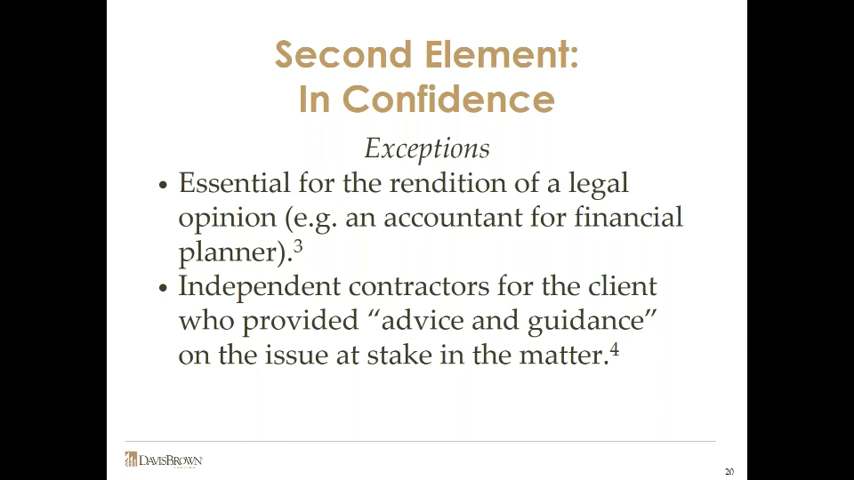 Second Element:
In Confidence
Exceptions
• Essential for the rendition of a legal
opinion (e.g. an accountant for financial
planner).³
• Independent contractors for the client
who provided “advice and guidance”
on the issue at stake in the matter.⁴
DAVISBROWN
20